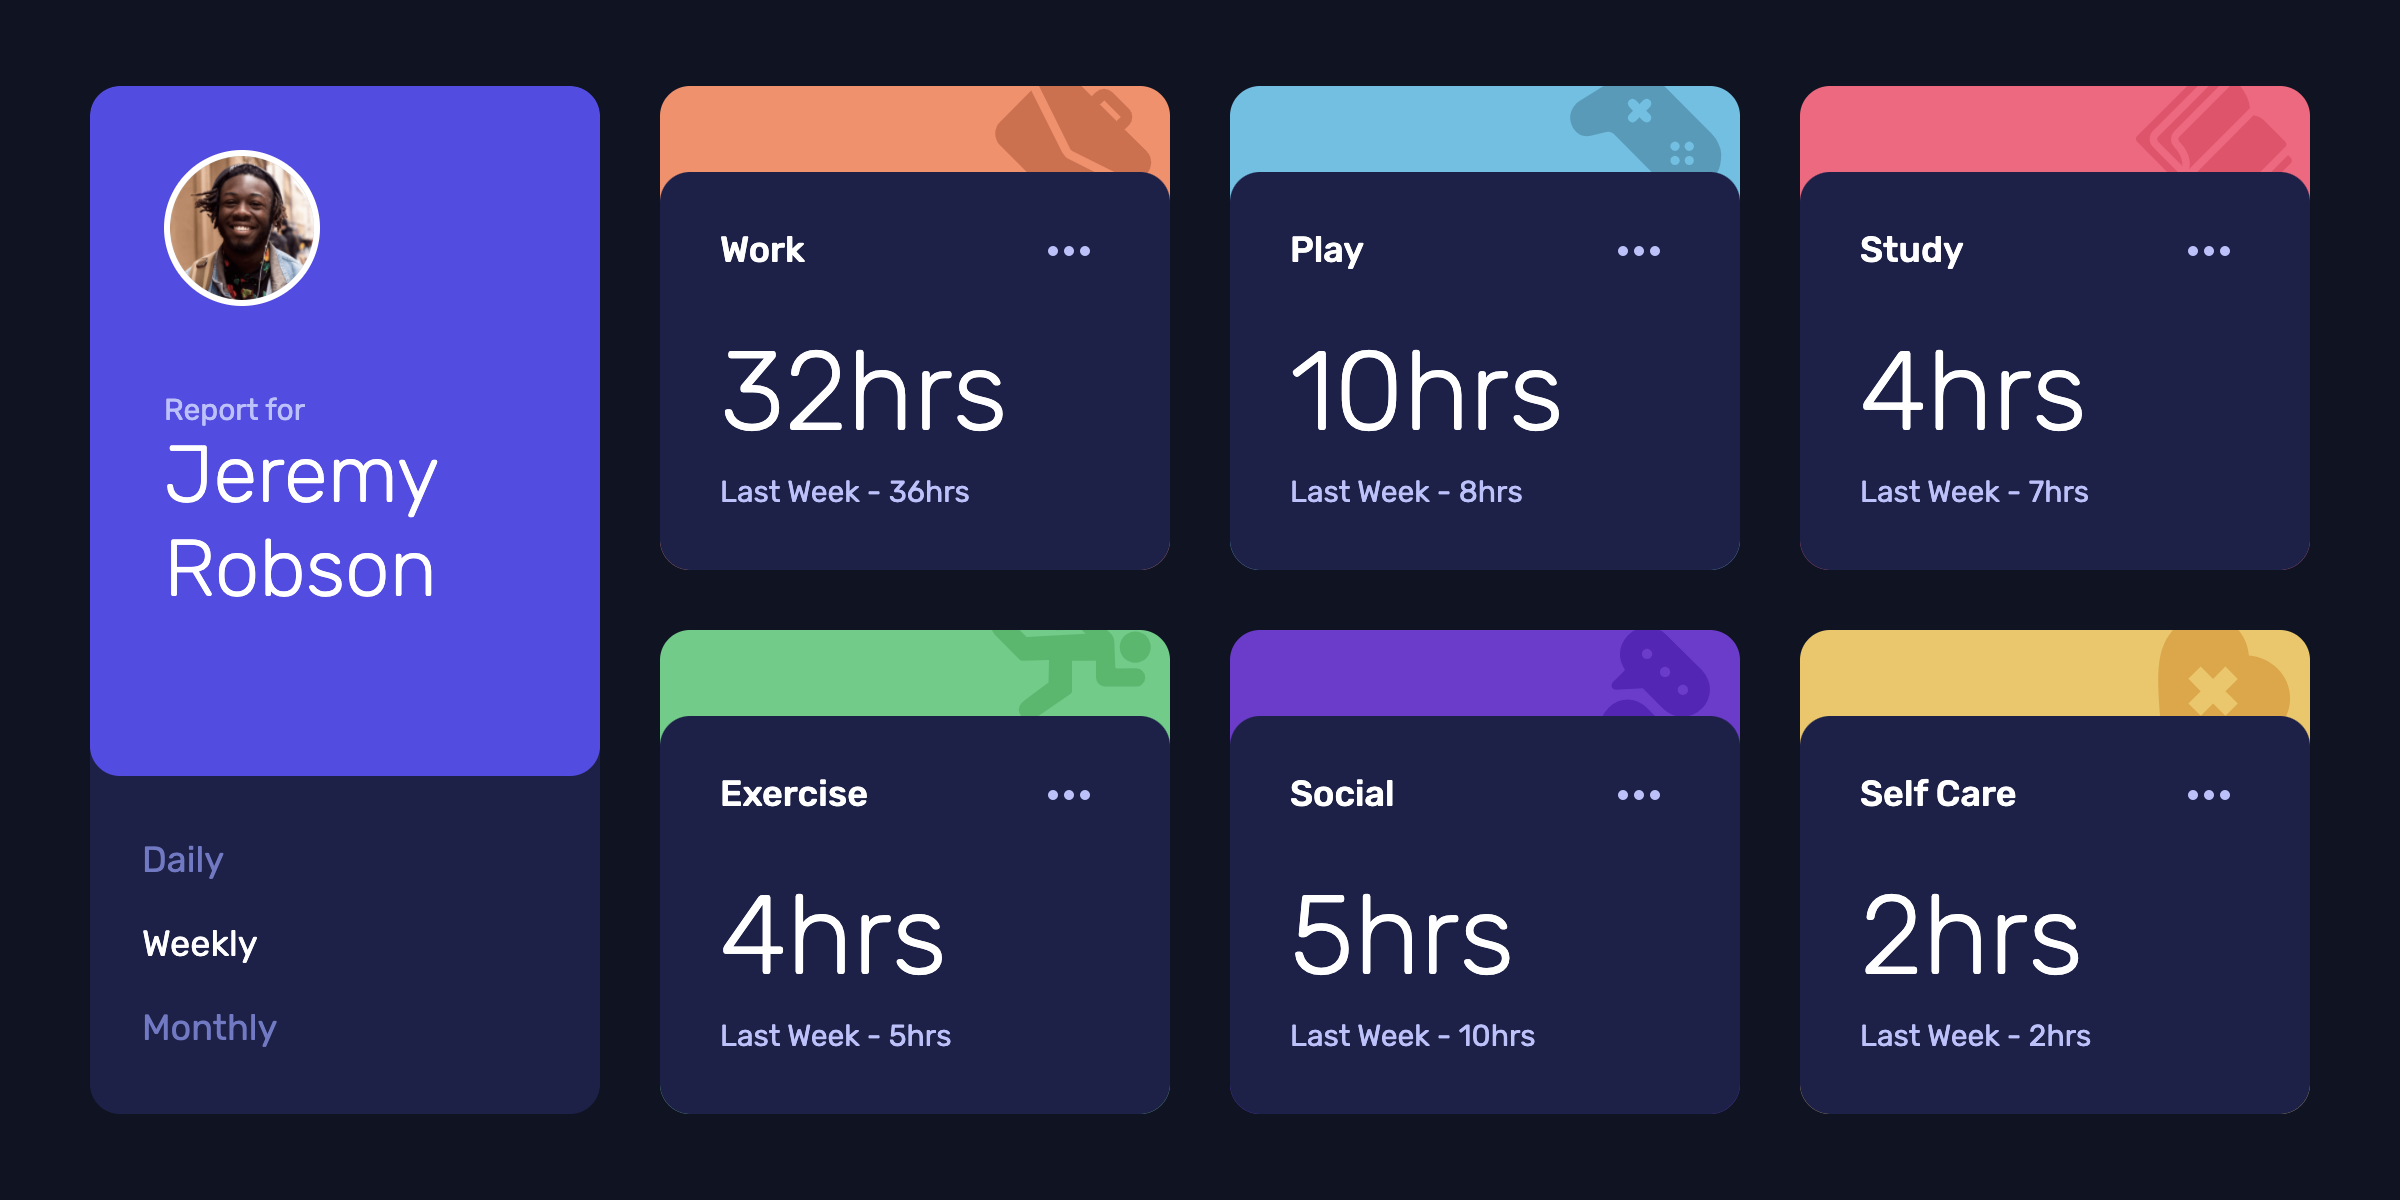 Report for
Jeremy
Robson
Daily
Weekly
Monthly
Work
32hrs
Last Week - 36hrs
Play
10hrs
Last Week - 8hrs
Study
4hrs
Last Week - 7hrs
Exercise
4hrs
Last Week - 5hrs
Social
5hrs
Last Week - 10hrs
Self Care
2hrs
Last Week - 2hrs